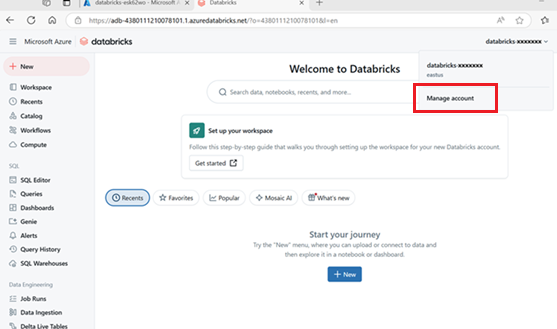 databricks-esk62wo - Microsoft A
Databricks
https://adb-4380111210078101.1.azuredatabricks.net/?o=4380111210078101&l=en
Microsoft Azure
databricks
databricks-xxxxxxx
New
Workspace
Recents
Catalog
Workflows
Compute
SQL
SQL Editor
Queries
Dashboards
Genie
Alerts
Query History
SQL Warehouses
Data Engineering
Job Runs
Data Ingestion
Delta Live Tables
Welcome to Databricks
Search data, notebooks, recents, and more...
databricks-xxxxxxx
eastus
Manage account
Set up your workspace
Follow this step-by-step guide that walks you through setting up the workspace for your new Databricks account.
Get started
Recents
Favorites
Popular
Mosaic AI
What's new
Start your journey
Try the "New" menu, where you can upload or connect to data and
then explore it in a notebook or dashboard.
+ New